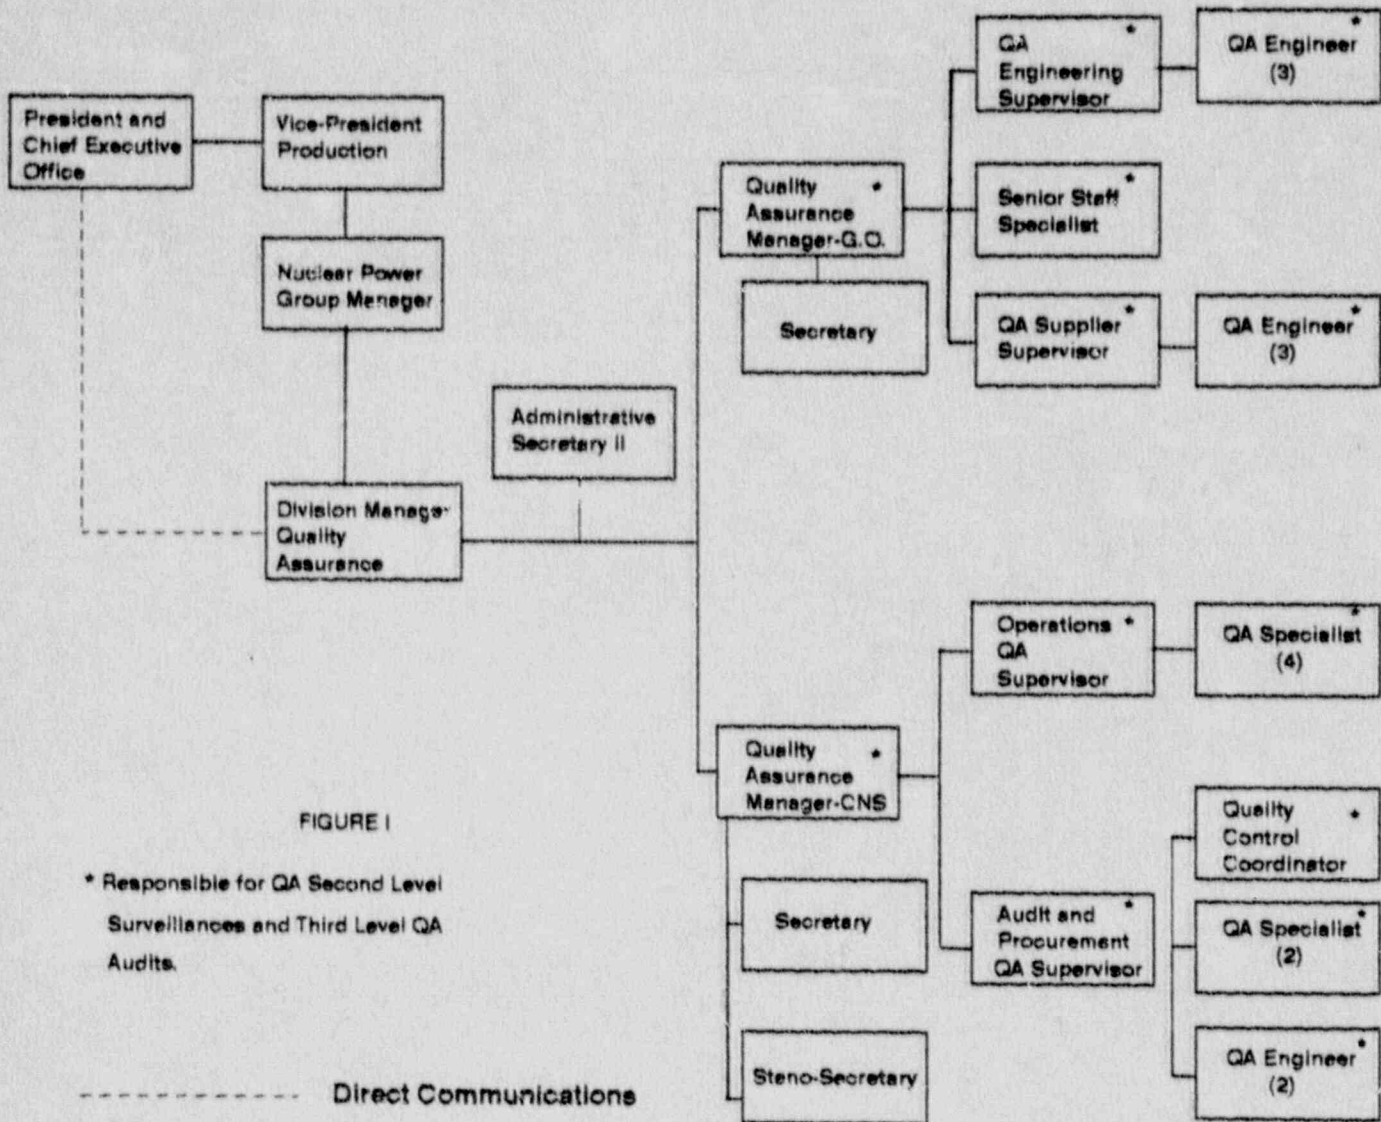 President and
Chief Executive
Office
Vice-President
Production
Nuclear Power
Group Manager
Division Manage-
Quality
Assurance
Administrative
Secretary II
Quality *
Assurance
Manager-G.O.
Secretary
QA *
Engineering
Supervisor
QA Engineer *
(3)
Senior Staff *
Specialist
QA Supplier *
Supervisor
QA Engineer *
(3)
Quality *
Assurance
Manager-CNS
Secretary
Steno-Secretary
Operations *
QA
Supervisor
QA Specialist *
(4)
Audit and *
Procurement
QA Supervisor
Quality *
Control
Coordinator
QA Specialist *
(2)
QA Engineer *
(2)
FIGURE I
* Responsible for QA Second Level
Surveillances and Third Level QA
Audits.
Direct Communications